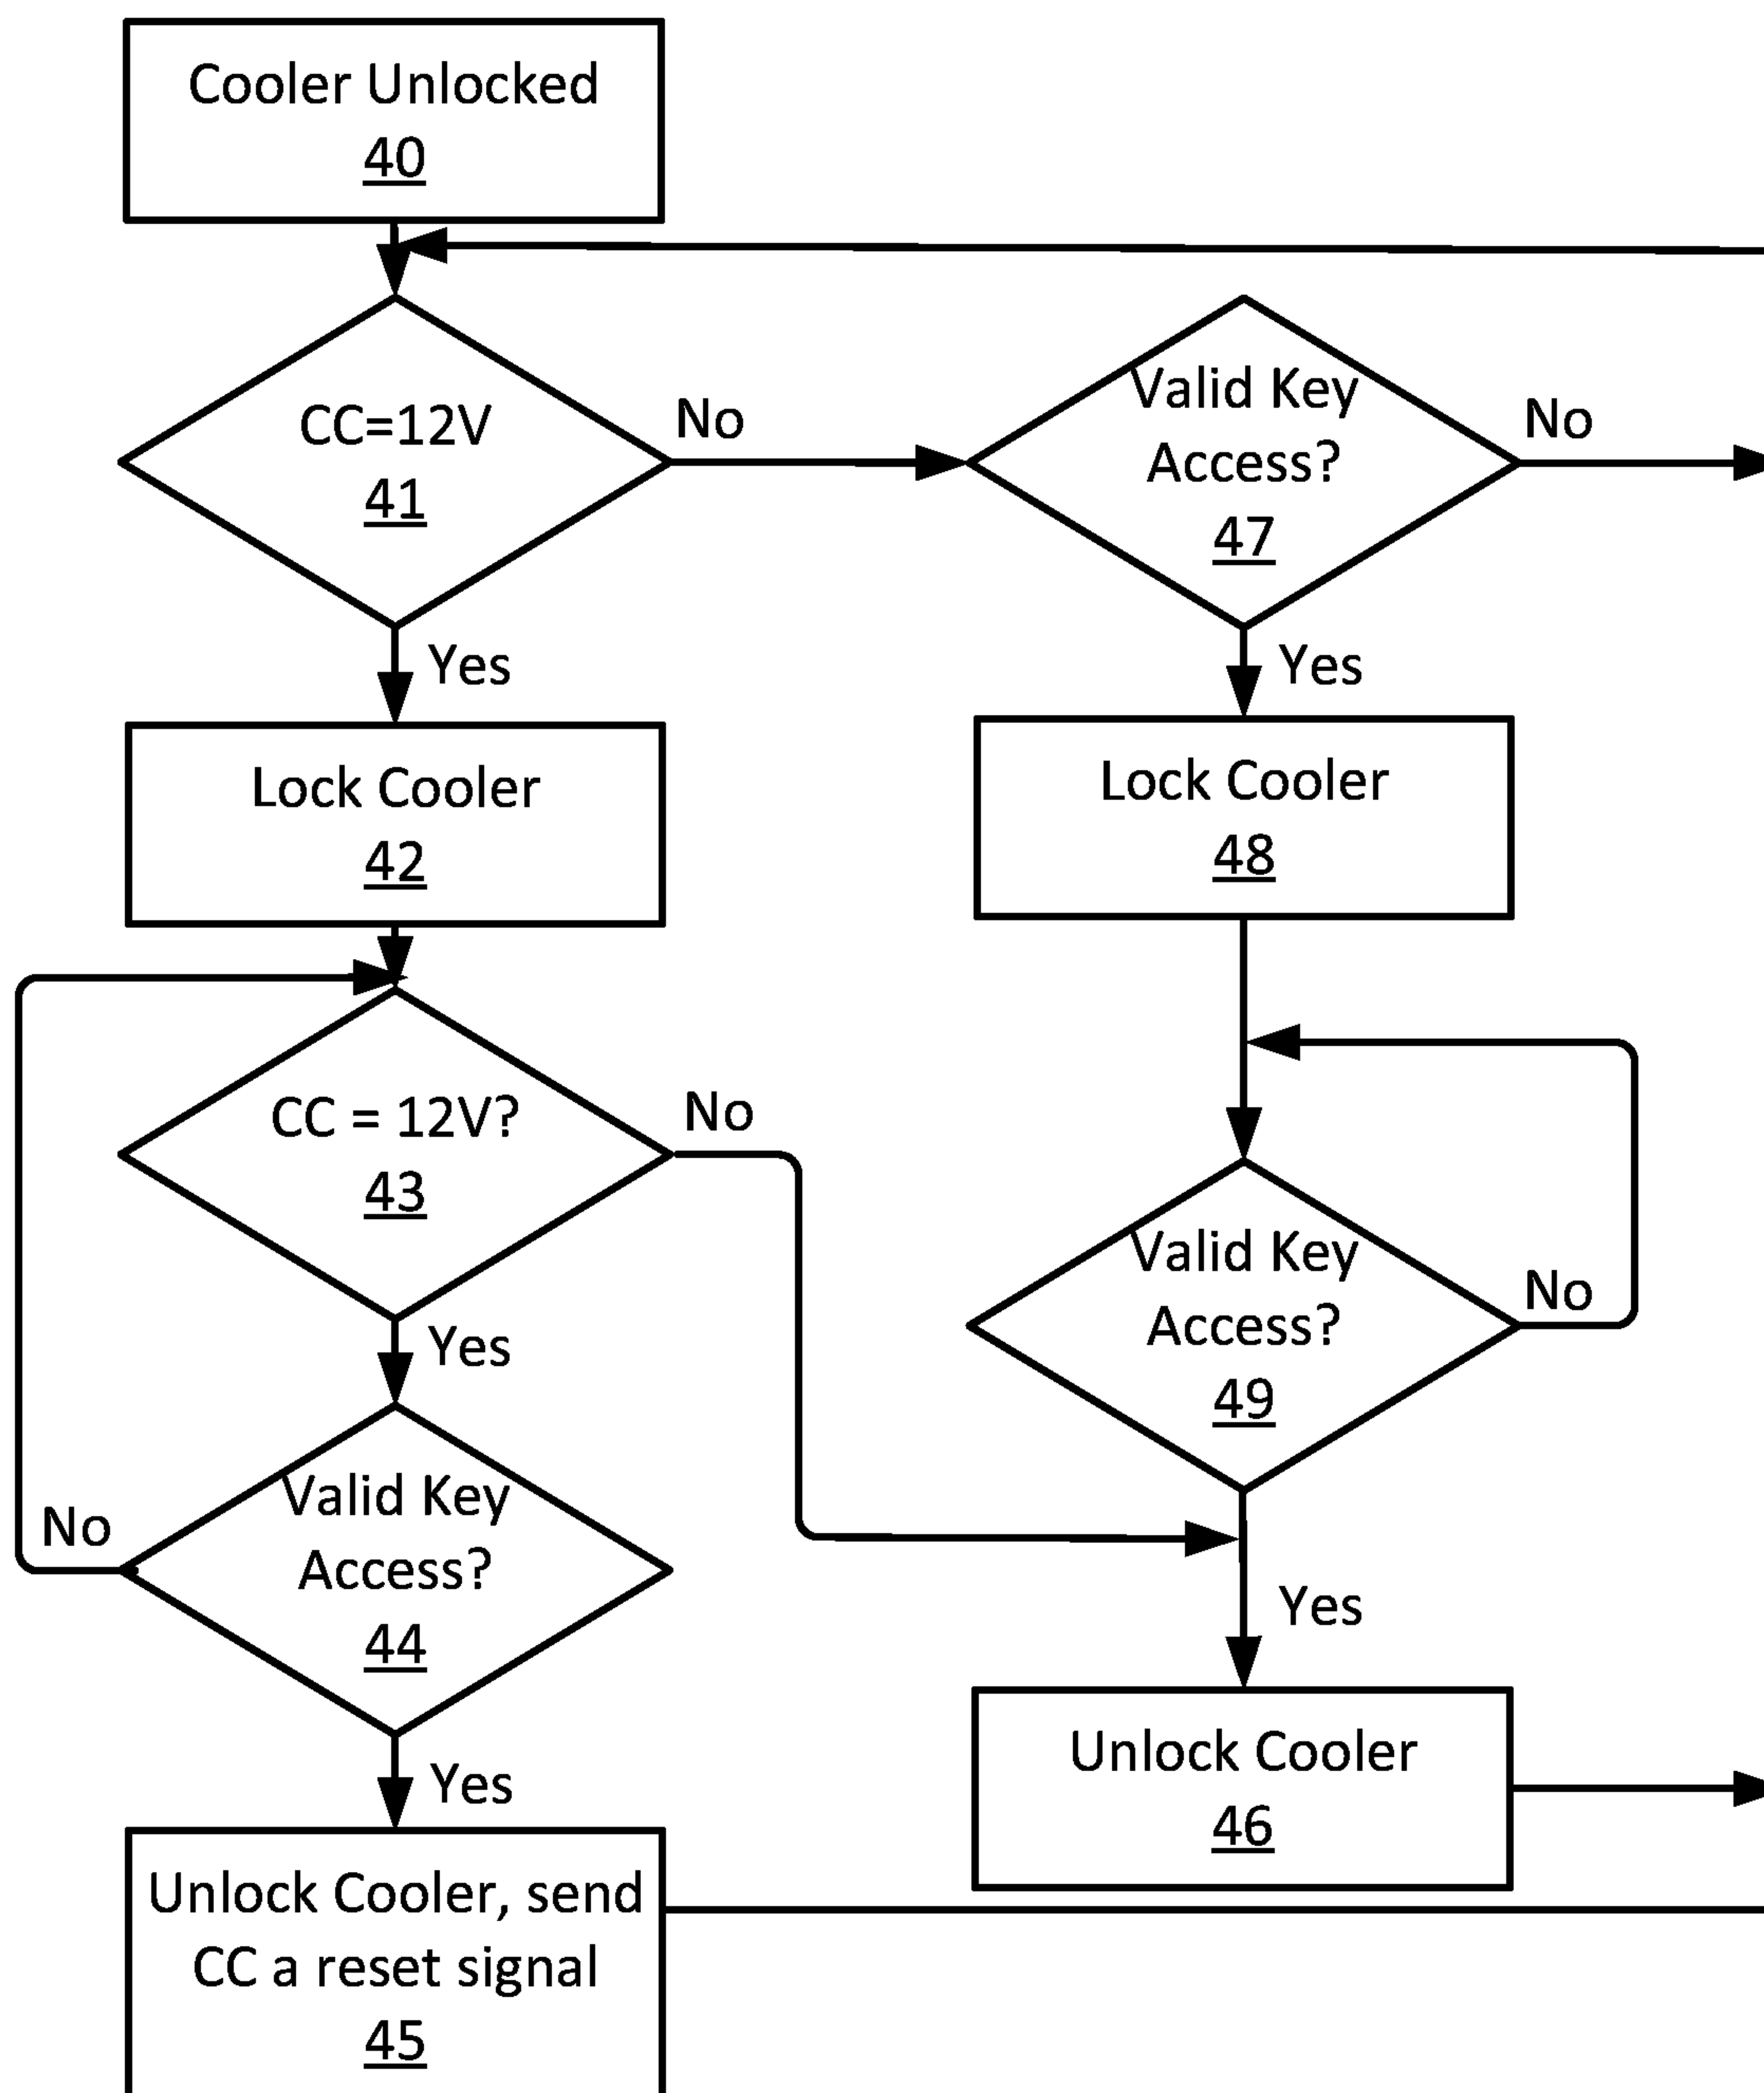 Cooler Unlocked
40
CC=12V
41
No
Valid Key
Access?
47
No
Yes
Yes
Lock Cooler
42
Lock Cooler
48
CC = 12V?
43
No
Valid Key
Access?
49
No
Yes
Valid Key
Access?
44
No
Yes
Yes
Unlock Cooler
46
Unlock Cooler, send
CC a reset signal
45